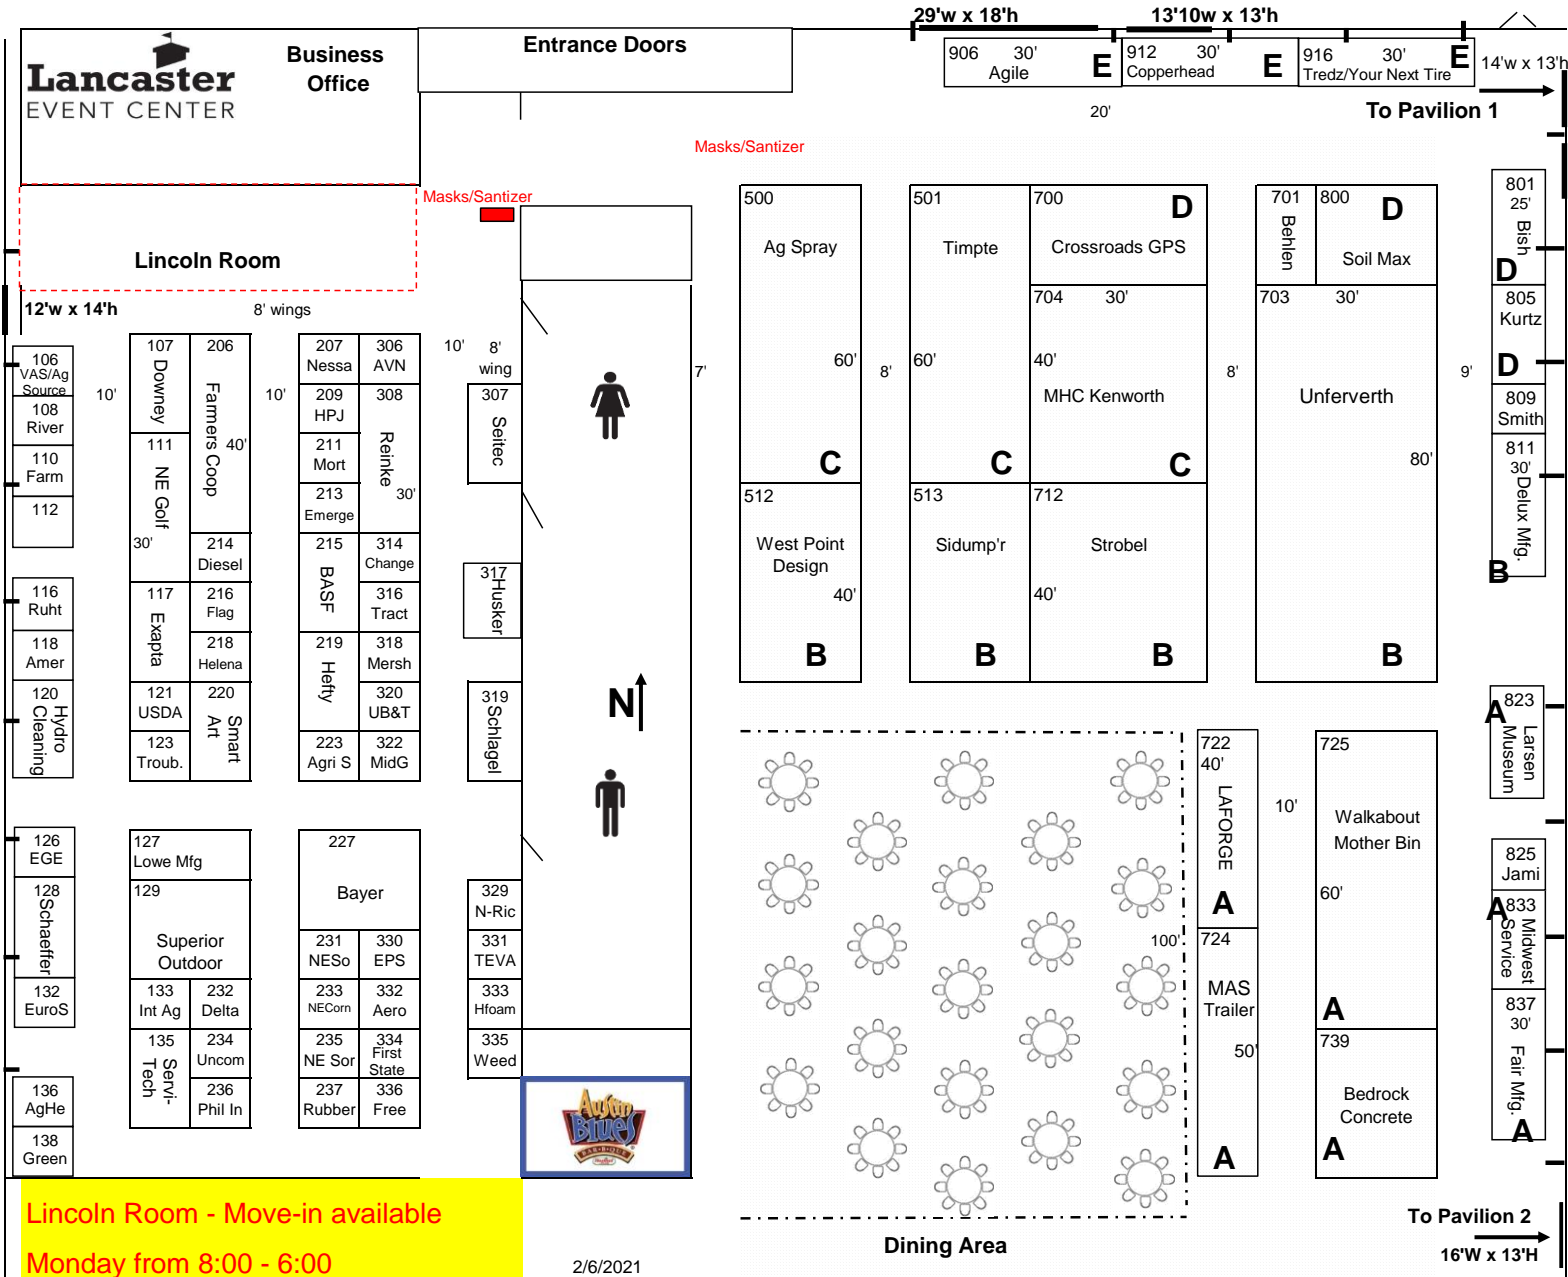 29'w x 18'h
13'10w x 13'h
Lancaster
EVENT CENTER
Business
Office
Entrance Doors
906 30'
Agile E
912 30'
Copperhead E
916 30'
Tredz/Your Next Tire E
14'w x 13'h
To Pavilion 1
20'
Masks/Santizer
Masks/Santizer
Lincoln Room
12'w x 14'h
8' wings
106
VAS/Ag
Source
108
River
110
Farm
112
116
Ruht
118
Amer
120
Hydro
Cleaning
126
EGE
128
Schaeffer
132
EuroS
136
AgHe
138
Green
10'
107
Downey
111
NE Golf
30'
117
Exapta
121
USDA
123
Troub.
127
Lowe Mfg
129
Superior
Outdoor
133
Int Ag
135
Servi-
Tech
206
Farmers Coop
40'
214
Diesel
216
Flag
218
Helena
220
Smart
Art
232
Delta
234
Uncom
236
Phil In
10'
207
Nessa
209
HPJ
211
Mort
213
Emerge
215
BASF
219
Hefty
223
Agri S
227
Bayer
231
NESo
233
NECorn
235
NE Sor
237
Rubber
306
AVN
308
Reinke
30'
314
Change
316
Tract
318
Mersh
320
UB&T
322
MidG
330
EPS
332
Aero
334
First
State
336
Free
10'
8'
wing
307
Seitec
317
Husker
319
Schlagel
329
N-Ric
331
TEVA
333
Hfoam
335
Weed
N
7'
Austin
Blues
BAR-B-QUE
500
Ag Spray
60'
C
512
West Point
Design
40'
B
8'
501
Timpte
60'
C
513
Sidump'r
B
700
D
Crossroads GPS
704 30'
40'
MHC Kenworth
C
712
Strobel
40'
B
8'
701
Behlen
800
D
Soil Max
703 30'
Unferverth
80'
B
9'
801
25'
Bish
D
805
Kurtz
D
809
Smith
811
30'
Delux Mfg.
B
823
A
Larsen
Museum
825
Jami
833
A
Midwest
Service
837
30'
Fair Mfg.
A
722
40'
LAFORGE
A
724
MAS
Trailer
50'
A
10'
725
Walkabout
Mother Bin
60'
A
739
Bedrock
Concrete
A
100'
Dining Area
To Pavilion 2
16'W x 13'H
Lincoln Room - Move-in available
Monday from 8:00 - 6:00
2/6/2021